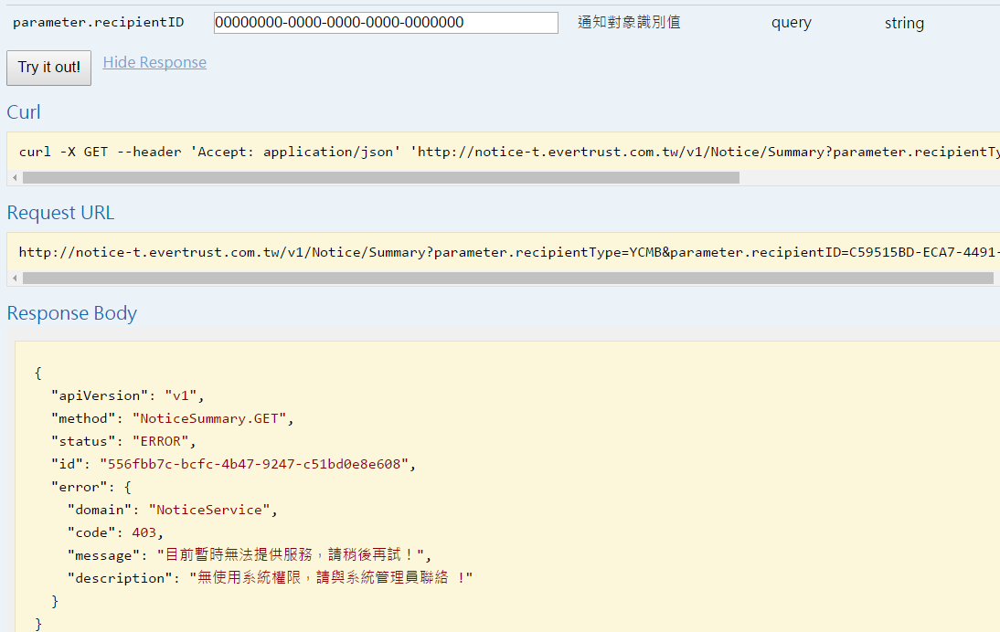 parameter.recipientID 00000000-0000-0000-0000-0000000 通知對象識別值 query string
Try it out! Hide Response
Curl
curl -X GET --header 'Accept: application/json' 'http://notice-t.evertrust.com.tw/v1/Notice/Summary?parameter.recipientTy
Request URL
http://notice-t.evertrust.com.tw/v1/Notice/Summary?parameter.recipientType=YCMB&parameter.recipientID=C59515BD-ECA7-4491-
Response Body
{
"apiVersion": "v1",
"method": "NoticeSummary.GET",
"status": "ERROR",
"id": "556fbb7c-bcfc-4b47-9247-c51bd0e8e608",
"error": {
"domain": "NoticeService",
"code": 403,
"message": "目前暫時無法提供服務，請稍後再試！",
"description": "無使用系統權限，請與系統管理員聯絡 !"
}
}